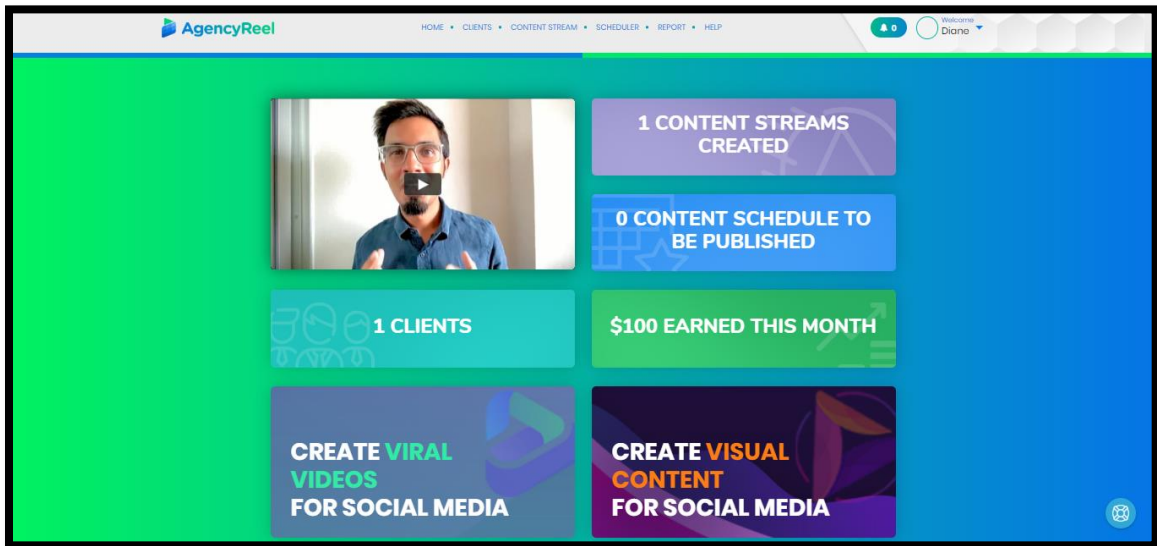 AgencyReel
HOME • CLIENTS • CONTENT STREAM • SCHEDULER • REPORT • HELP
0
Welcome
Diane
1 CONTENT STREAMS
CREATED
0 CONTENT SCHEDULE TO
BE PUBLISHED
1 CLIENTS
$100 EARNED THIS MONTH
CREATE VIRAL
VIDEOS
FOR SOCIAL MEDIA
CREATE VISUAL
CONTENT
FOR SOCIAL MEDIA